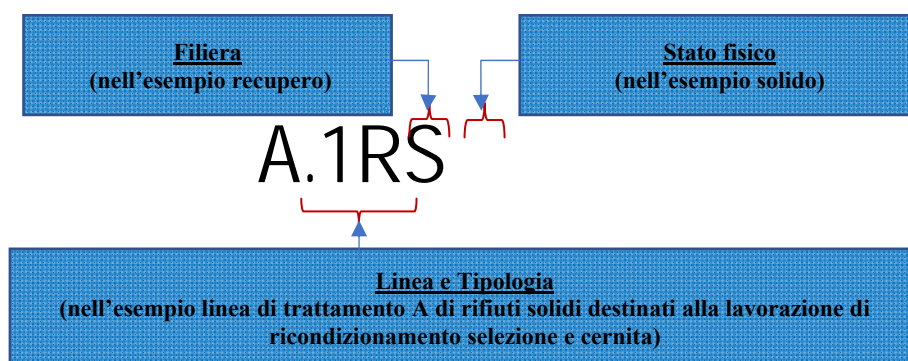 Filiera
(nell'esempio recupero)
Stato fisico
(nell'esempio solido)
A.1RS
Linea e Tipologia
(nell'esempio linea di trattamento A di rifiuti solidi destinati alla lavorazione di
ricondizionamento selezione e cernita)